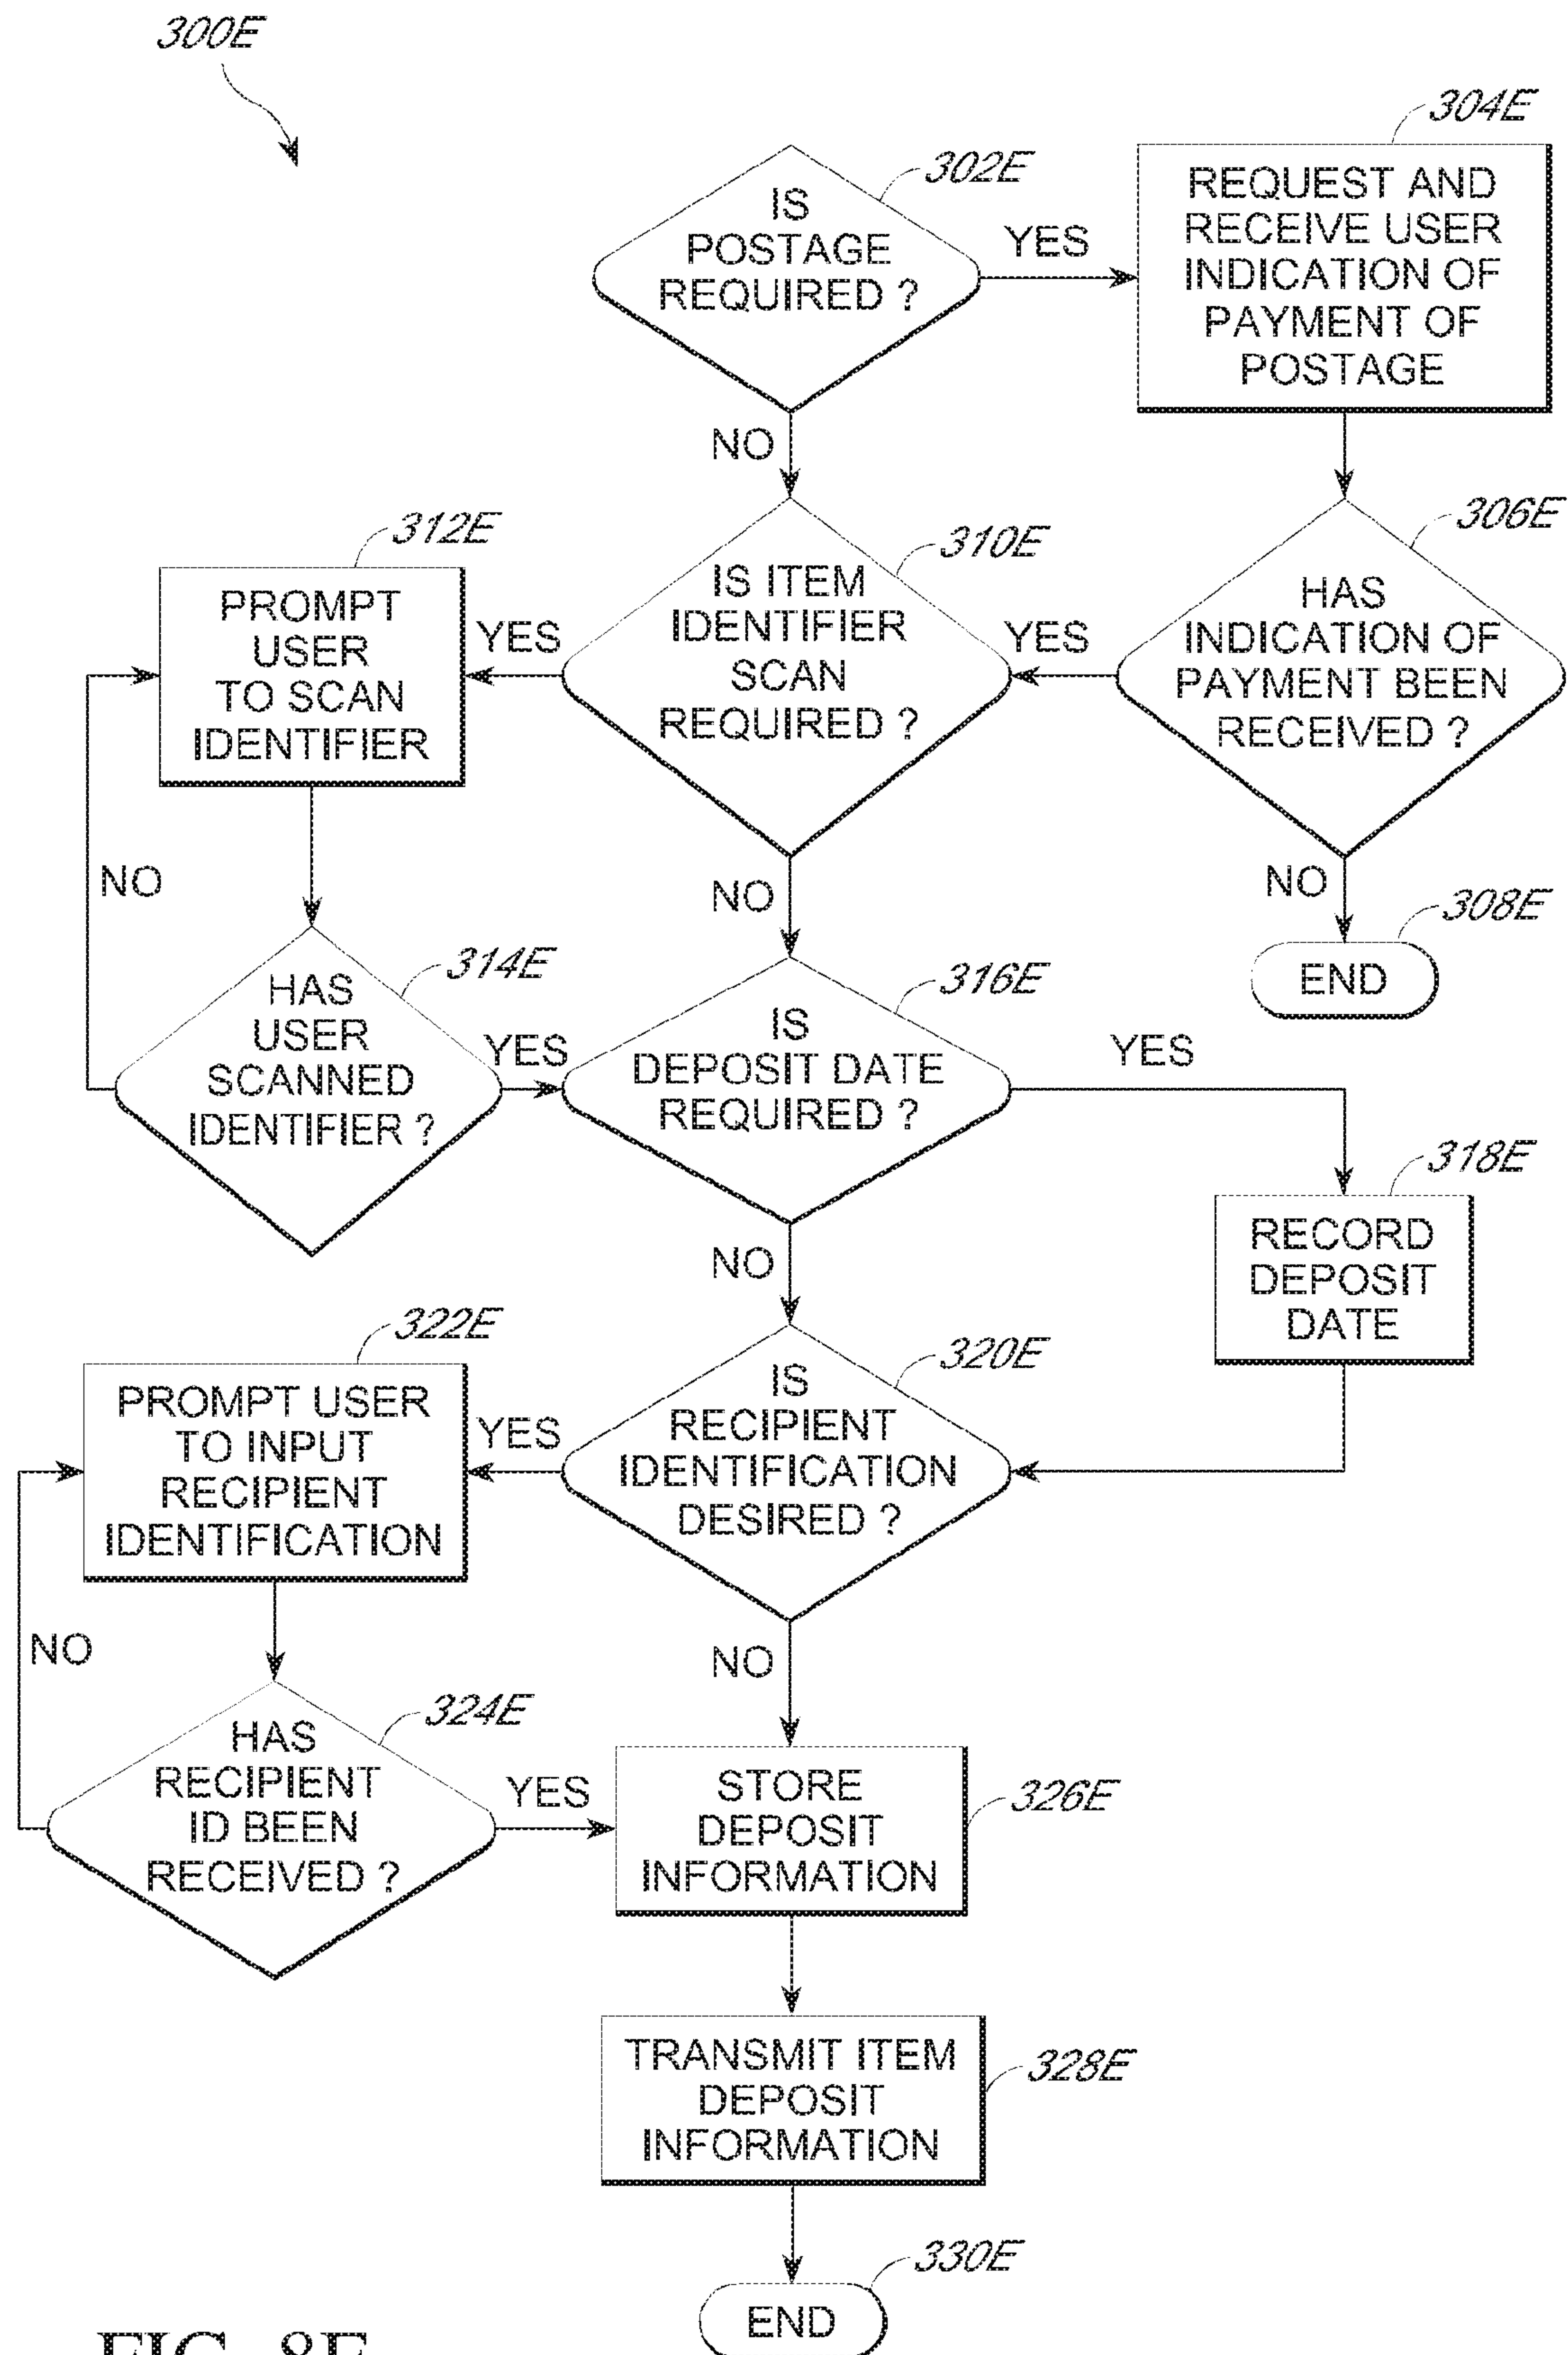 300E
302E
IS
POSTAGE
REQUIRED ?
YES
NO
304E
REQUEST AND
RECEIVE USER
INDICATION OF
PAYMENT OF
POSTAGE
306E
HAS
INDICATION OF
PAYMENT BEEN
RECEIVED ?
YES
NO
308E
END
310E
IS ITEM
IDENTIFIER
SCAN
REQUIRED ?
YES
NO
312E
PROMPT
USER
TO SCAN
IDENTIFIER
314E
HAS
USER
SCANNED
IDENTIFIER ?
NO
YES
316E
IS
DEPOSIT DATE
REQUIRED ?
YES
NO
318E
RECORD
DEPOSIT
DATE
320E
IS
RECIPIENT
IDENTIFICATION
DESIRED ?
YES
NO
322E
PROMPT USER
TO INPUT
RECIPIENT
IDENTIFICATION
324E
HAS
RECIPIENT
ID BEEN
RECEIVED ?
NO
YES
326E
STORE
DEPOSIT
INFORMATION
328E
TRANSMIT ITEM
DEPOSIT
INFORMATION
330E
END
FIG.